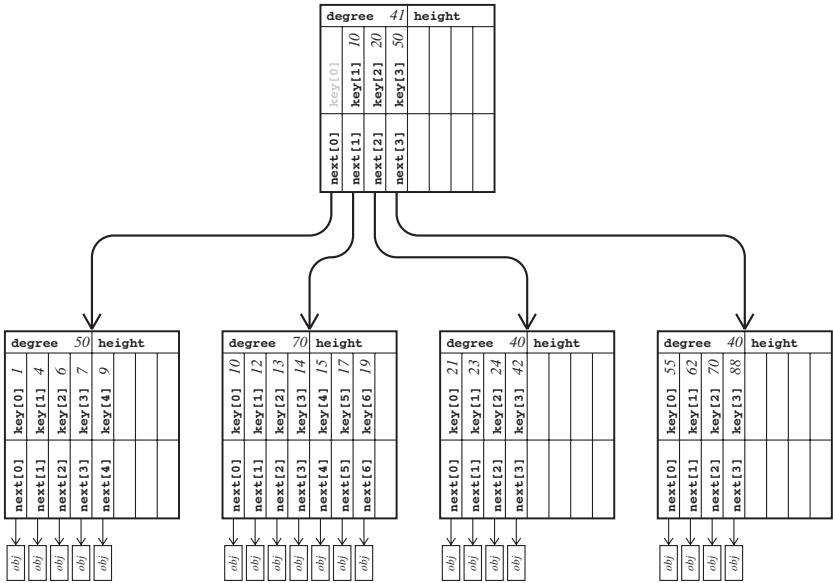 degree 41 height
key[0]
key[1] 10
key[2] 20
key[3] 50
next[0]
next[1]
next[2]
next[3]
degree 50 height
key[0] 1
key[1] 4
key[2] 6
key[3] 7
key[4] 9
next[0]
next[1]
next[2]
next[3]
next[4]
obj obj obj obj obj
degree 70 height
key[0] 10
key[1] 12
key[2] 13
key[3] 14
key[4] 15
key[5] 17
key[6] 19
next[0]
next[1]
next[2]
next[3]
next[4]
next[5]
next[6]
obj obj obj obj obj obj obj
degree 40 height
key[0] 21
key[1] 23
key[2] 24
key[3] 42
next[0]
next[1]
next[2]
next[3]
obj obj obj obj
degree 40 height
key[0] 55
key[1] 62
key[2] 70
key[3] 88
next[0]
next[1]
next[2]
next[3]
obj obj obj obj